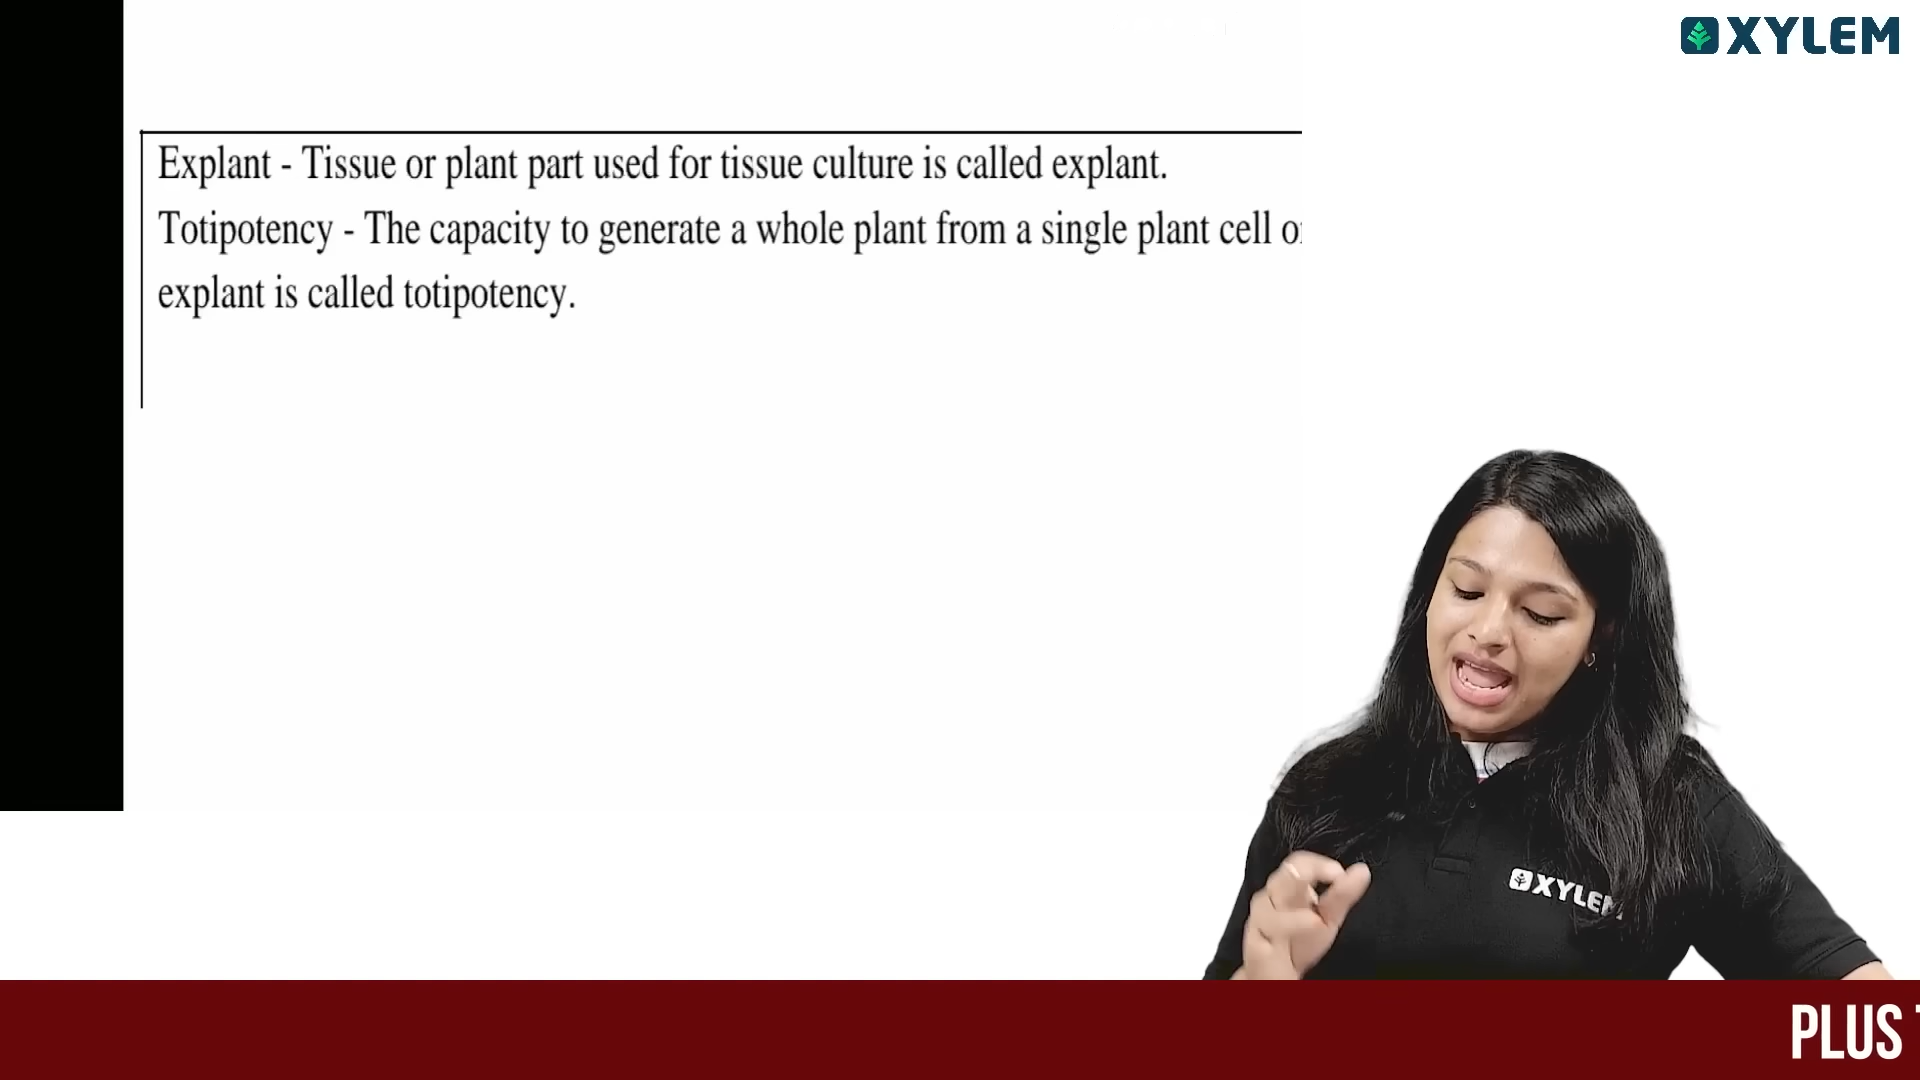 XYLEM
Explant - Tissue or plant part used for tissue culture is called explant.
Totipotency - The capacity to generate a whole plant from a single plant cell
explant is called totipotency.
XYLEM
PLUS